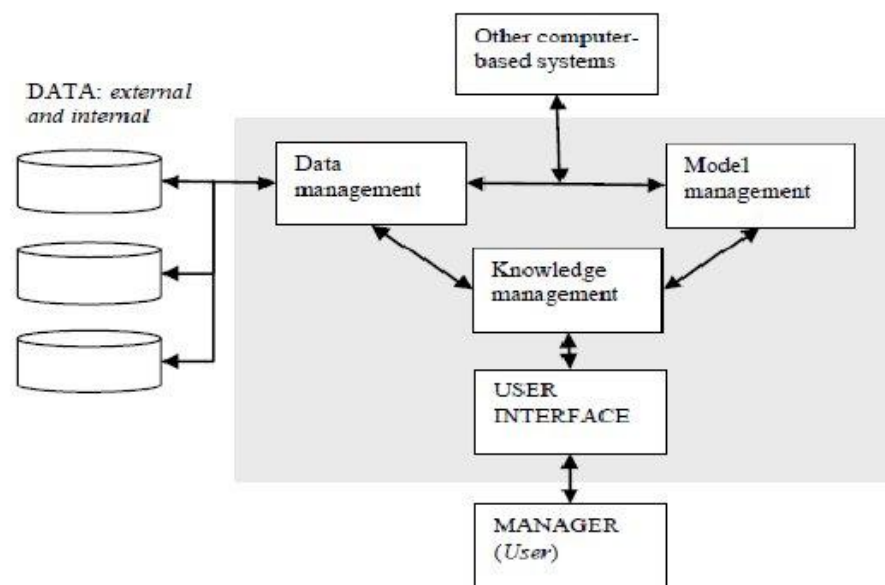 Other computer-
based systems
DATA: external
and internal
Data
management
Model
management
Knowledge
management
USER
INTERFACE
MANAGER
(User)